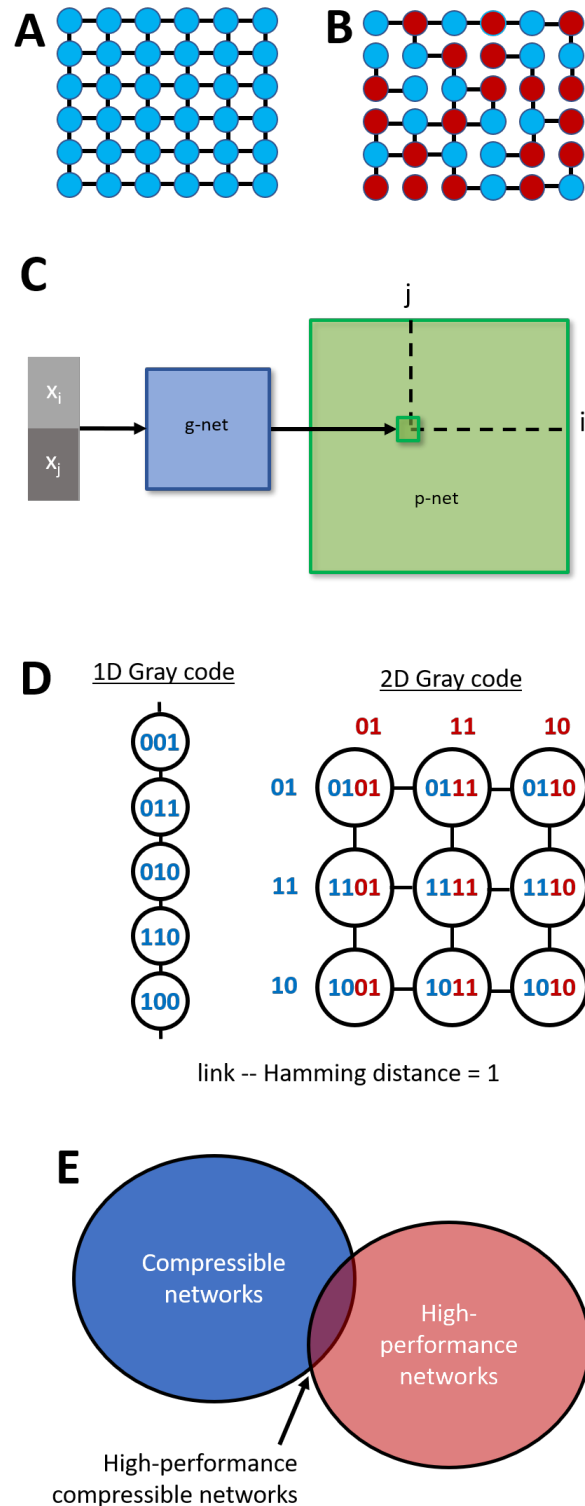 A
B
C
j
x_i
g-net
i
x_j
p-net
D
1D Gray code
2D Gray code
01 11 10
001
01 0101 0111 0110
011
010
11 1101 1111 1110
110
100
10 1001 1011 1010
link -- Hamming distance = 1
E
Compressible
networks
High-
performance
networks
High-performance
compressible networks